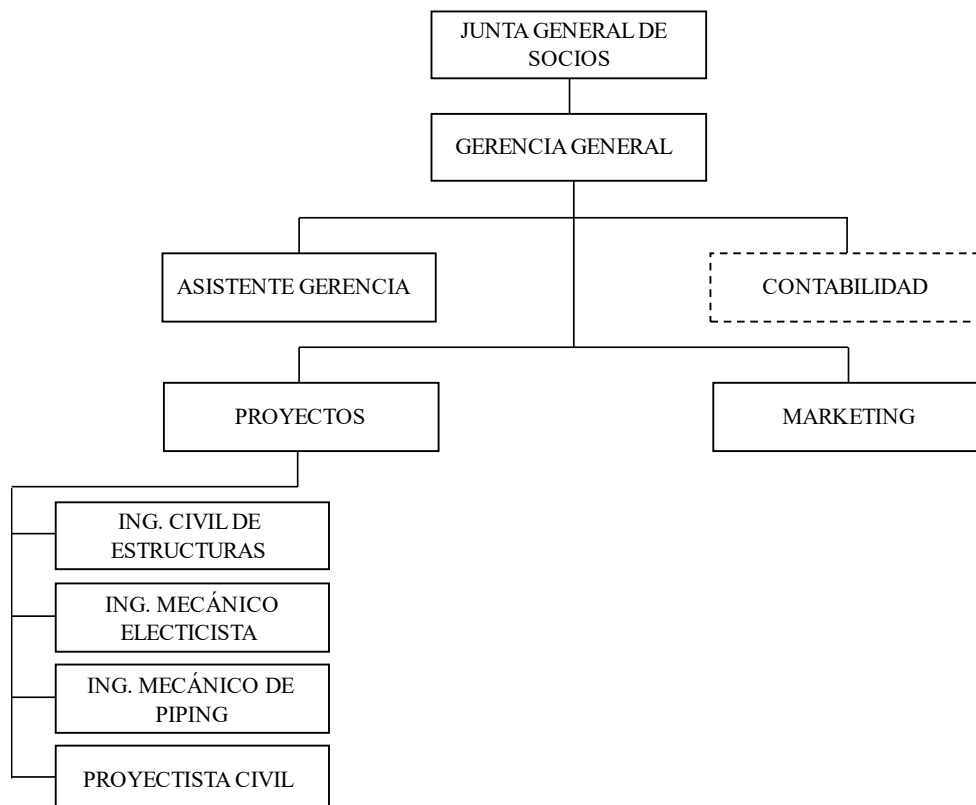 JUNTA GENERAL DE
SOCIOS
GERENCIA GENERAL
ASISTENTE GERENCIA
CONTABILIDAD
PROYECTOS
MARKETING
ING. CIVIL DE
ESTRUCTURAS
ING. MECÁNICO
ELECTICISTA
ING. MECÁNICO DE
PIPING
PROYECTISTA CIVIL